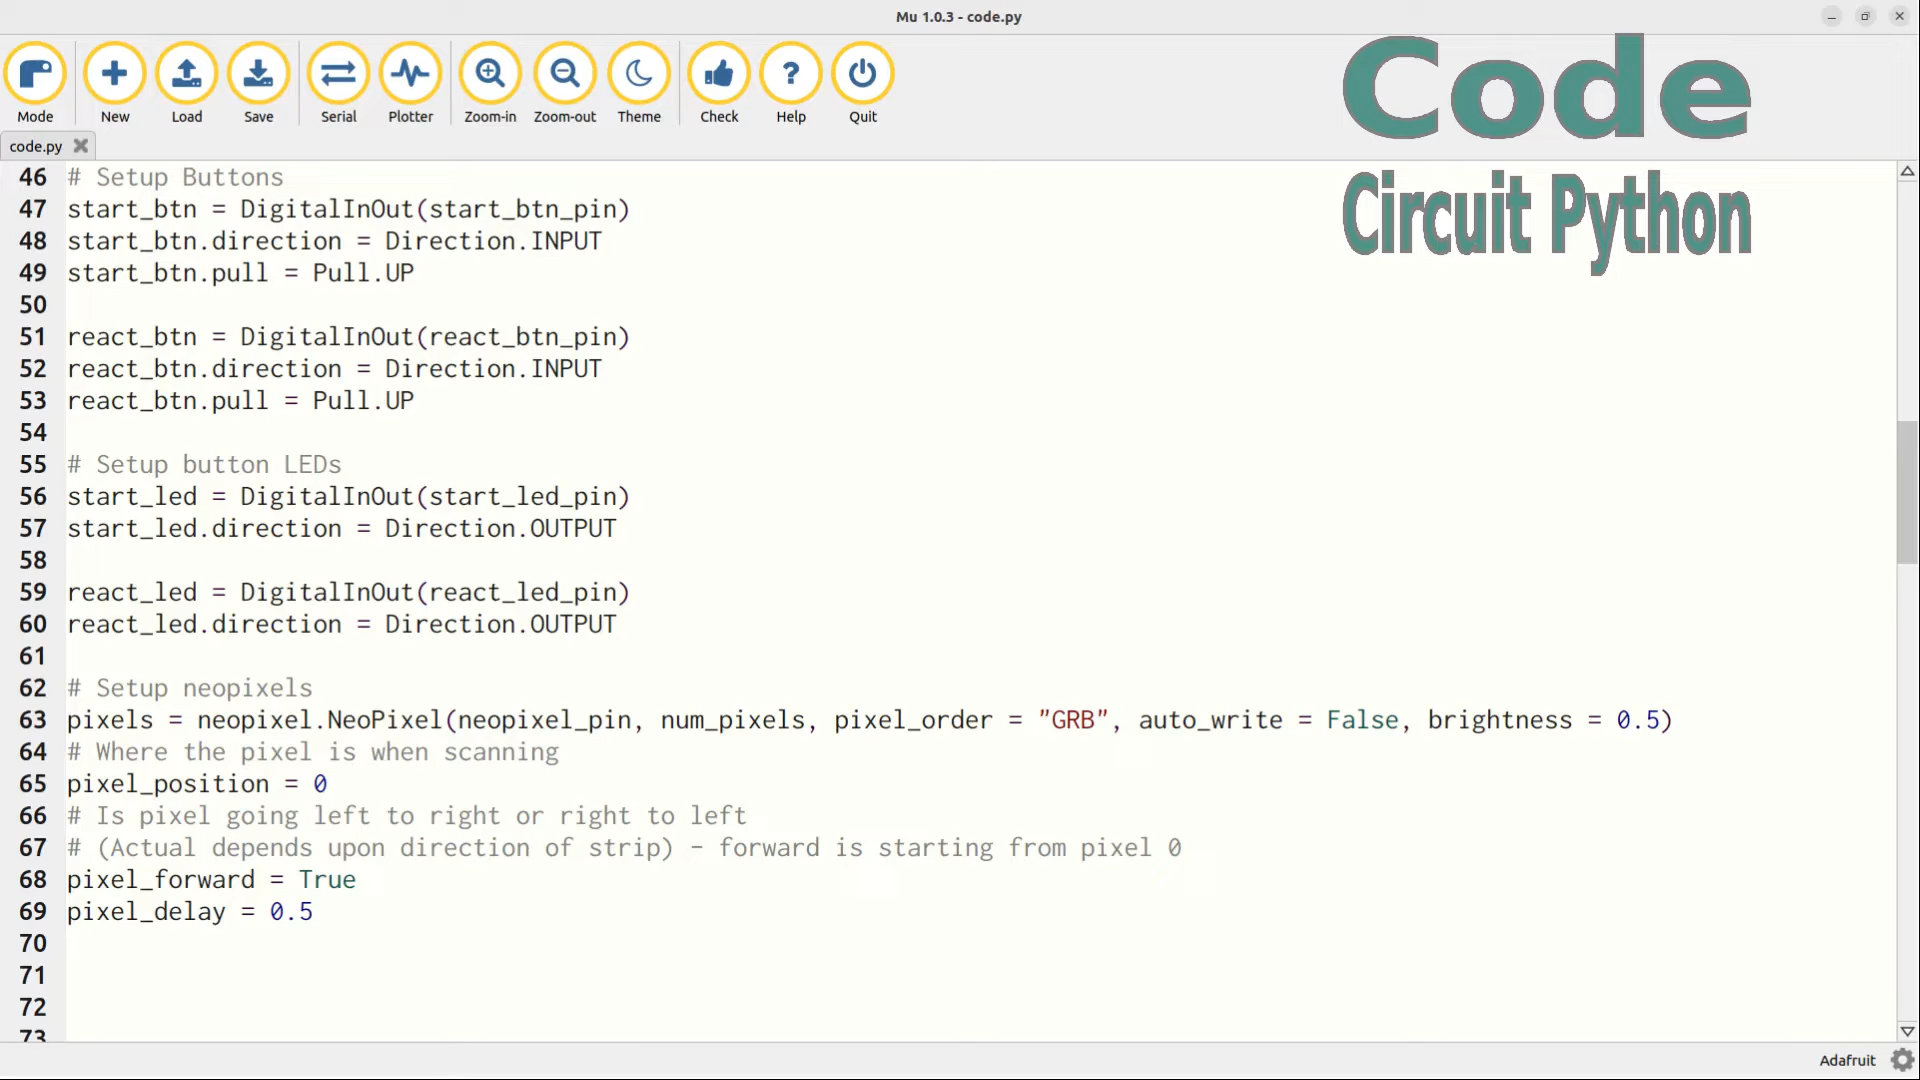 Mu 1.0.3 - code.py
Mode New Load Save Serial Plotter Zoom-in Zoom-out Theme Check Help Quit
Code
Circuit Python
code.py
46 # Setup Buttons
47 start_btn = DigitalInOut(start_btn_pin)
48 start_btn.direction = Direction.INPUT
49 start_btn.pull = Pull.UP
50
51 react_btn = DigitalInOut(react_btn_pin)
52 react_btn.direction = Direction.INPUT
53 react_btn.pull = Pull.UP
54
55 # Setup button LEDs
56 start_led = DigitalInOut(start_led_pin)
57 start_led.direction = Direction.OUTPUT
58
59 react_led = DigitalInOut(react_led_pin)
60 react_led.direction = Direction.OUTPUT
61
62 # Setup neopixels
63 pixels = neopixel.NeoPixel(neopixel_pin, num_pixels, pixel_order = "GRB", auto_write = False, brightness = 0.5)
64 # Where the pixel is when scanning
65 pixel_position = 0
66 # Is pixel going left to right or right to left
67 # (Actual depends upon direction of strip) - forward is starting from pixel 0
68 pixel_forward = True
69 pixel_delay = 0.5
70
71
72
73
Adafruit